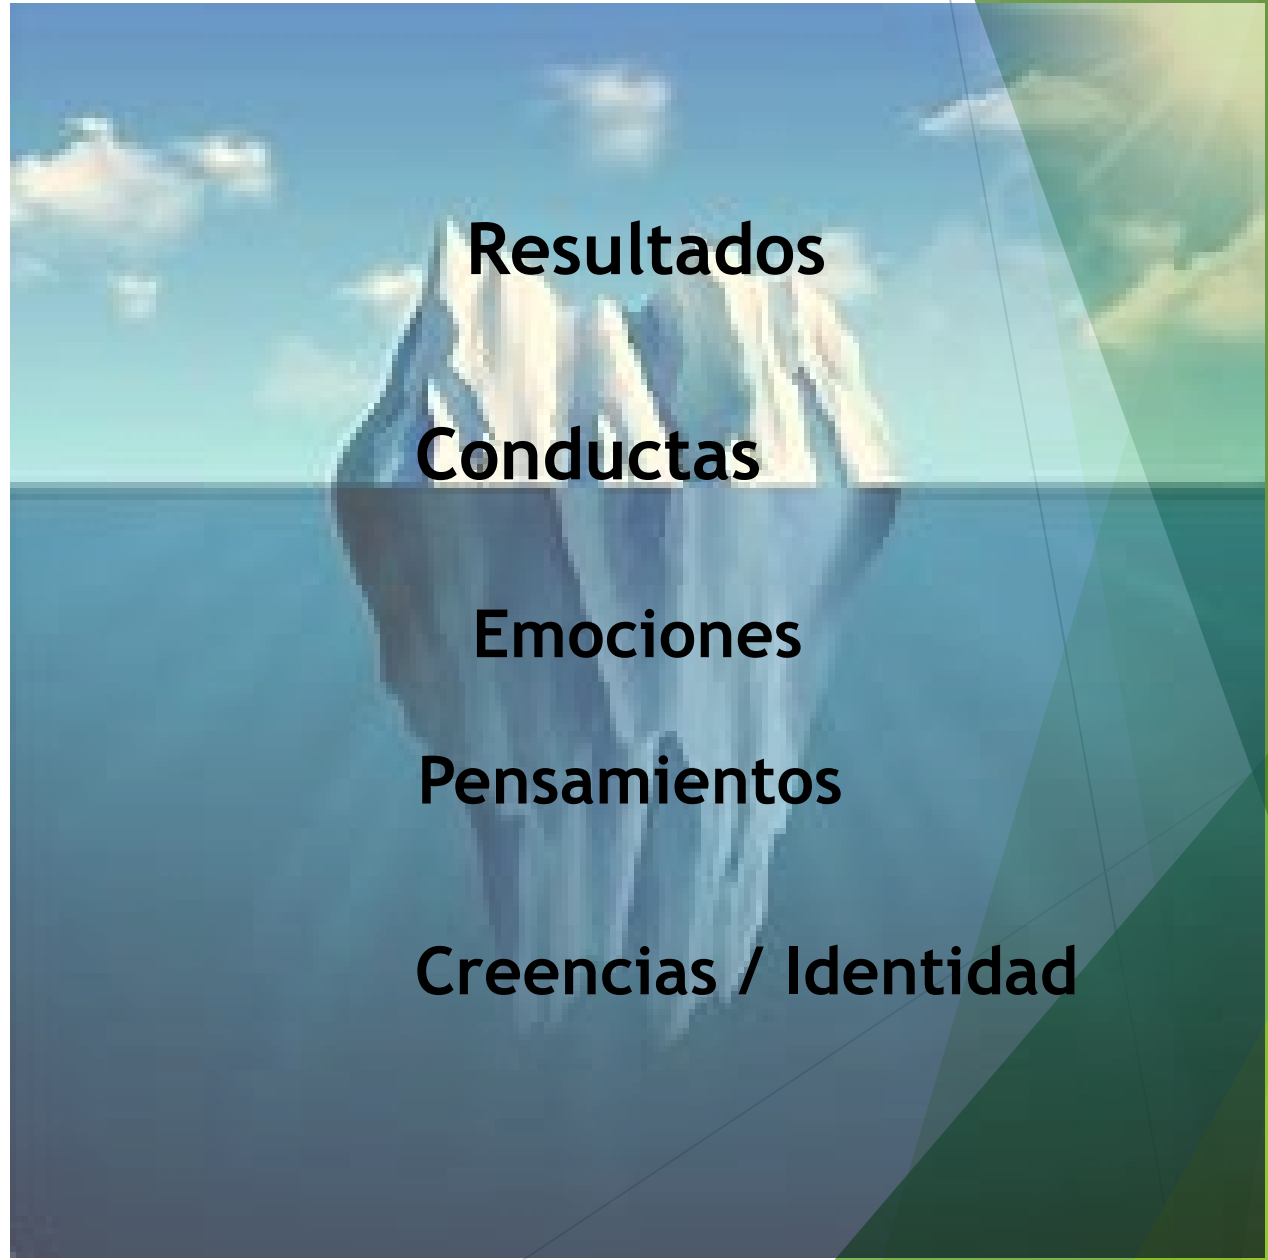 Resultados
Conductas
Emociones
Pensamientos
Creencias / Identidad